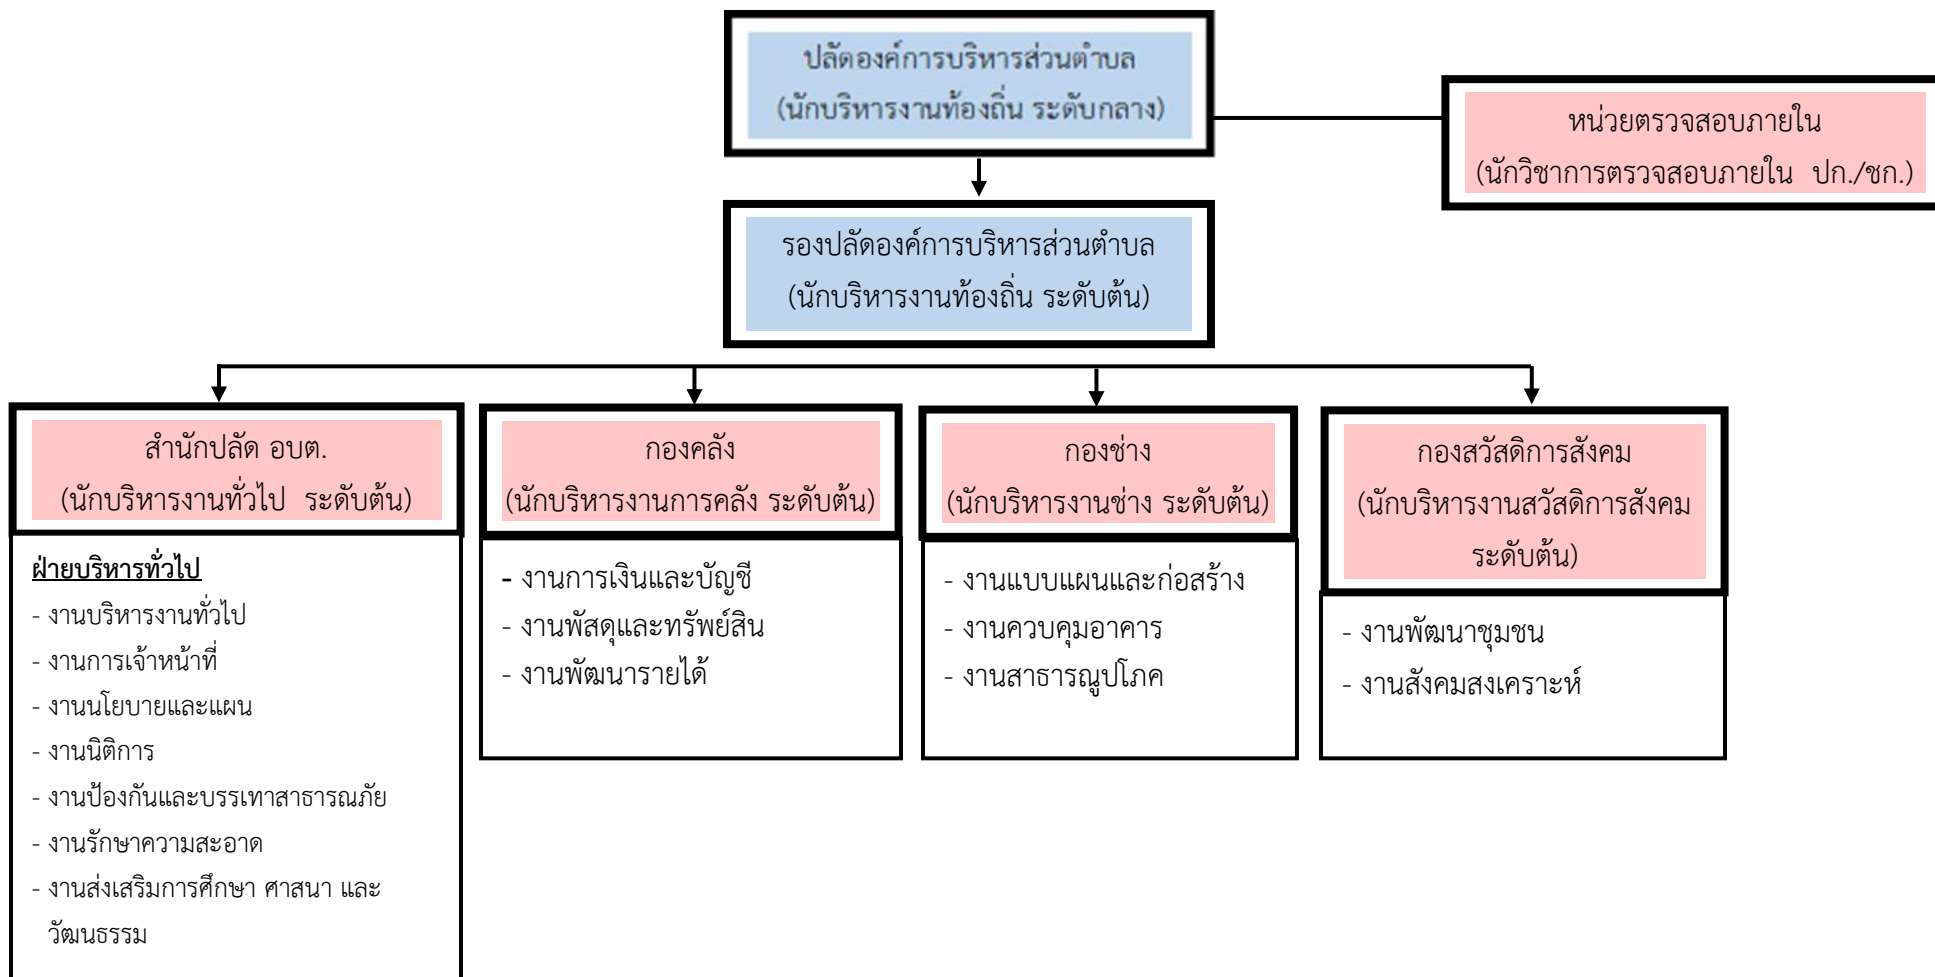 ปลัดองค์การบริหารส่วนตำบล
(นักบริหารงานท้องถิ่น ระดับกลาง)
หน่วยตรวจสอบภายใน
(นักวิชาการตรวจสอบภายใน ปก./ชก.)
รองปลัดองค์การบริหารส่วนตำบล
(นักบริหารงานท้องถิ่น ระดับต้น)
สำนักปลัด อบต.
(นักบริหารงานทั่วไป ระดับต้น)
ฝ่ายบริหารทั่วไป
- งานบริหารงานทั่วไป
- งานการเจ้าหน้าที่
- งานนโยบายและแผน
- งานนิติการ
- งานป้องกันและบรรเทาสาธารณภัย
- งานรักษาความสะอาด
- งานส่งเสริมการศึกษา ศาสนา และ
วัฒนธรรม
กองคลัง
(นักบริหารงานการคลัง ระดับต้น)
- งานการเงินและบัญชี
- งานพัสดุและทรัพย์สิน
- งานพัฒนารายได้
กองช่าง
(นักบริหารงานช่าง ระดับต้น)
- งานแบบแผนและก่อสร้าง
- งานควบคุมอาคาร
- งานสาธารณูปโภค
กองสวัสดิการสังคม
(นักบริหารงานสวัสดิการสังคม
ระดับต้น)
- งานพัฒนาชุมชน
- งานสังคมสงเคราะห์